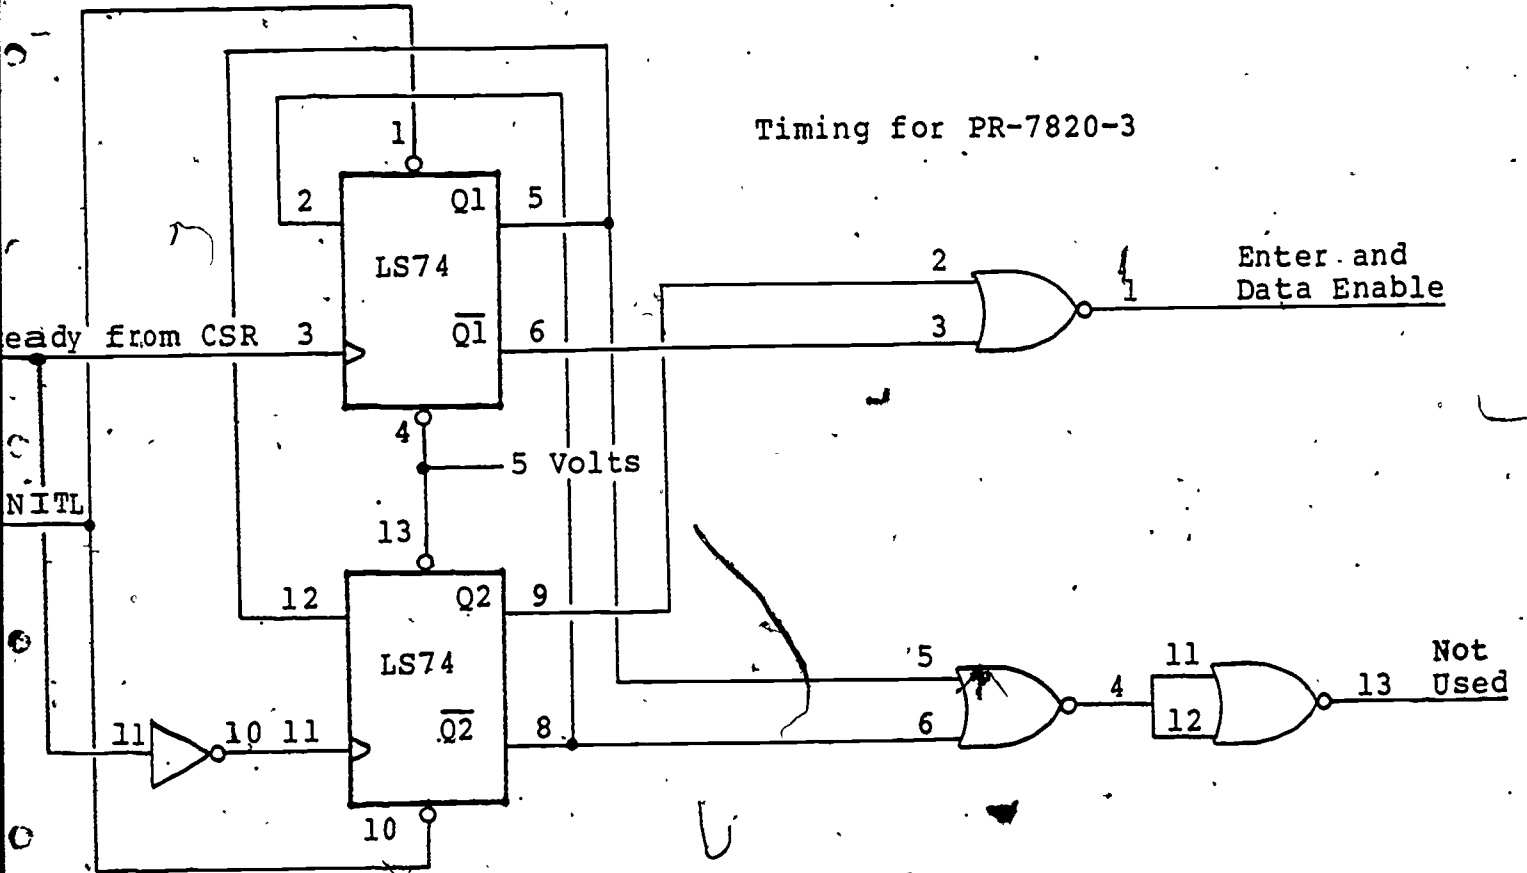 Timing for PR-7820-3
1
2
Q1
5
LS74
eady from CSR
3
Q1
6
4
5 Volts
NITL
13
12
Q2
9
LS74
Q2
8
11
10
11
10
2
3
1
Enter and
Data Enable
5
6
4
11
12
13
Not
Used